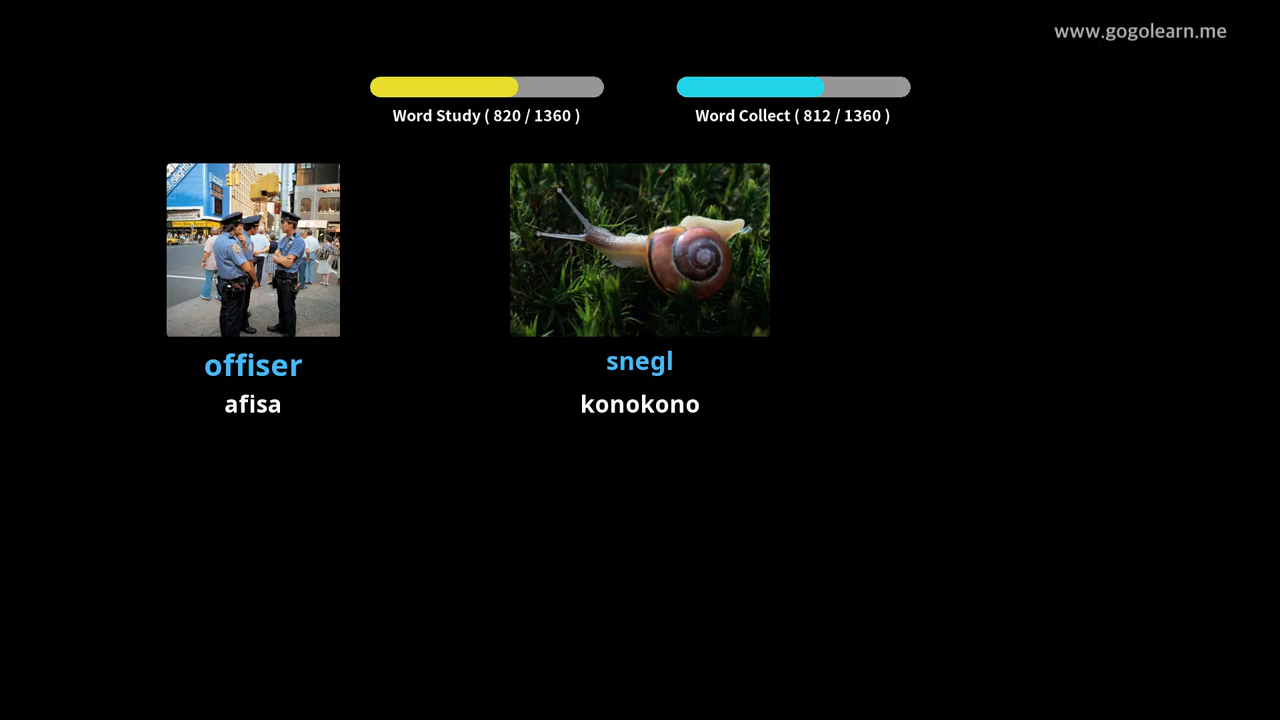 www.gogolearn.me
Word Study ( 820 / 1360 )
Word Collect ( 812 / 1360 )
offiser
afisa
snegl
konokono